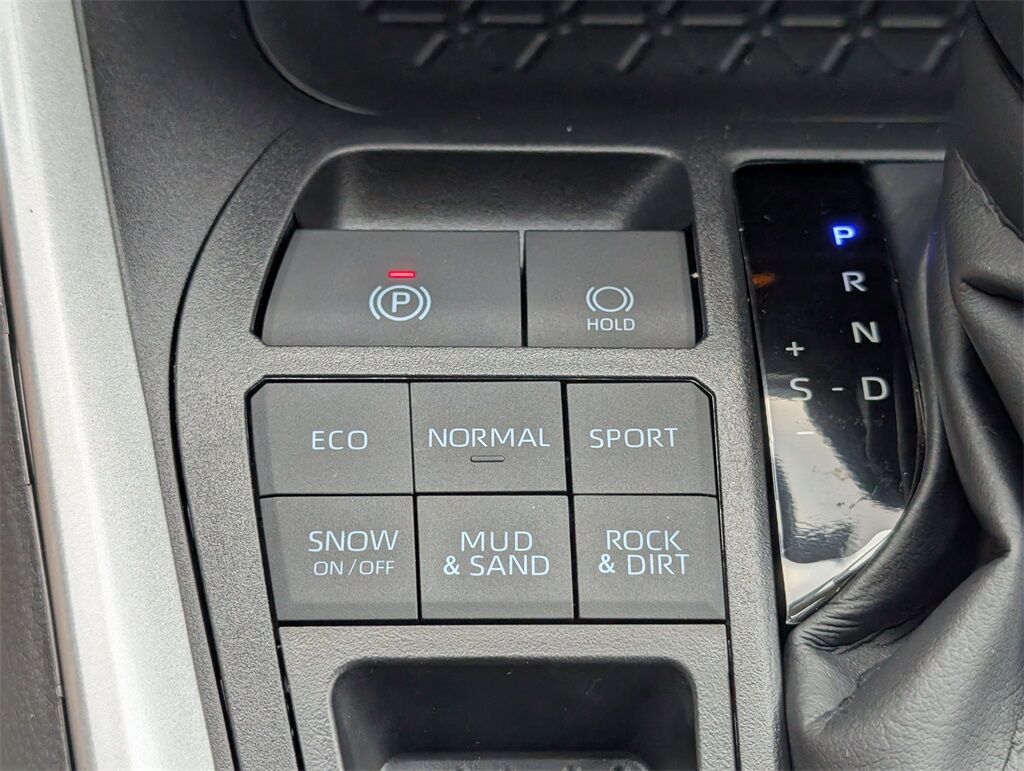 P
HOLD
ECO
NORMAL
SPORT
SNOW
ON/OFF
MUD
& SAND
ROCK
& DIRT
P
R
N
+
S - D